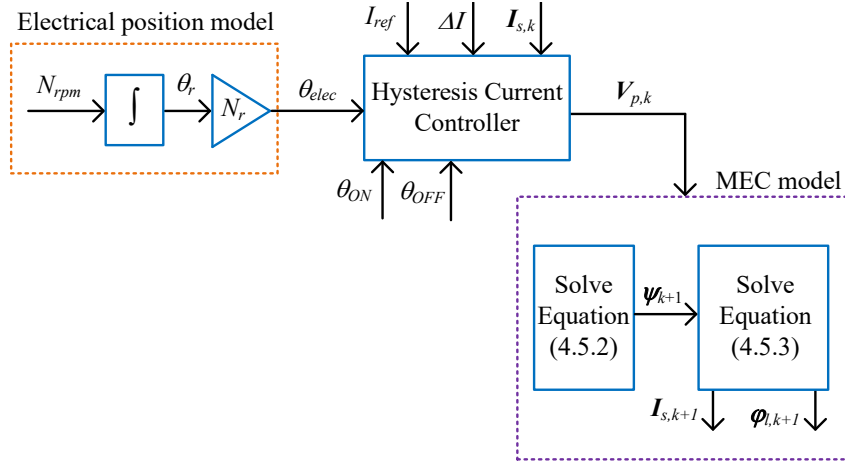 Electrical position model
I_ref
ΔI
I_s,k
N_rpm
∫
θ_r
N_r
θ_elec
Hysteresis Current
Controller
V_p,k
θ_ON
θ_OFF
MEC model
Solve
Equation
(4.5.2)
ψ_k+1
Solve
Equation
(4.5.3)
I_s,k+1
φ_l,k+1